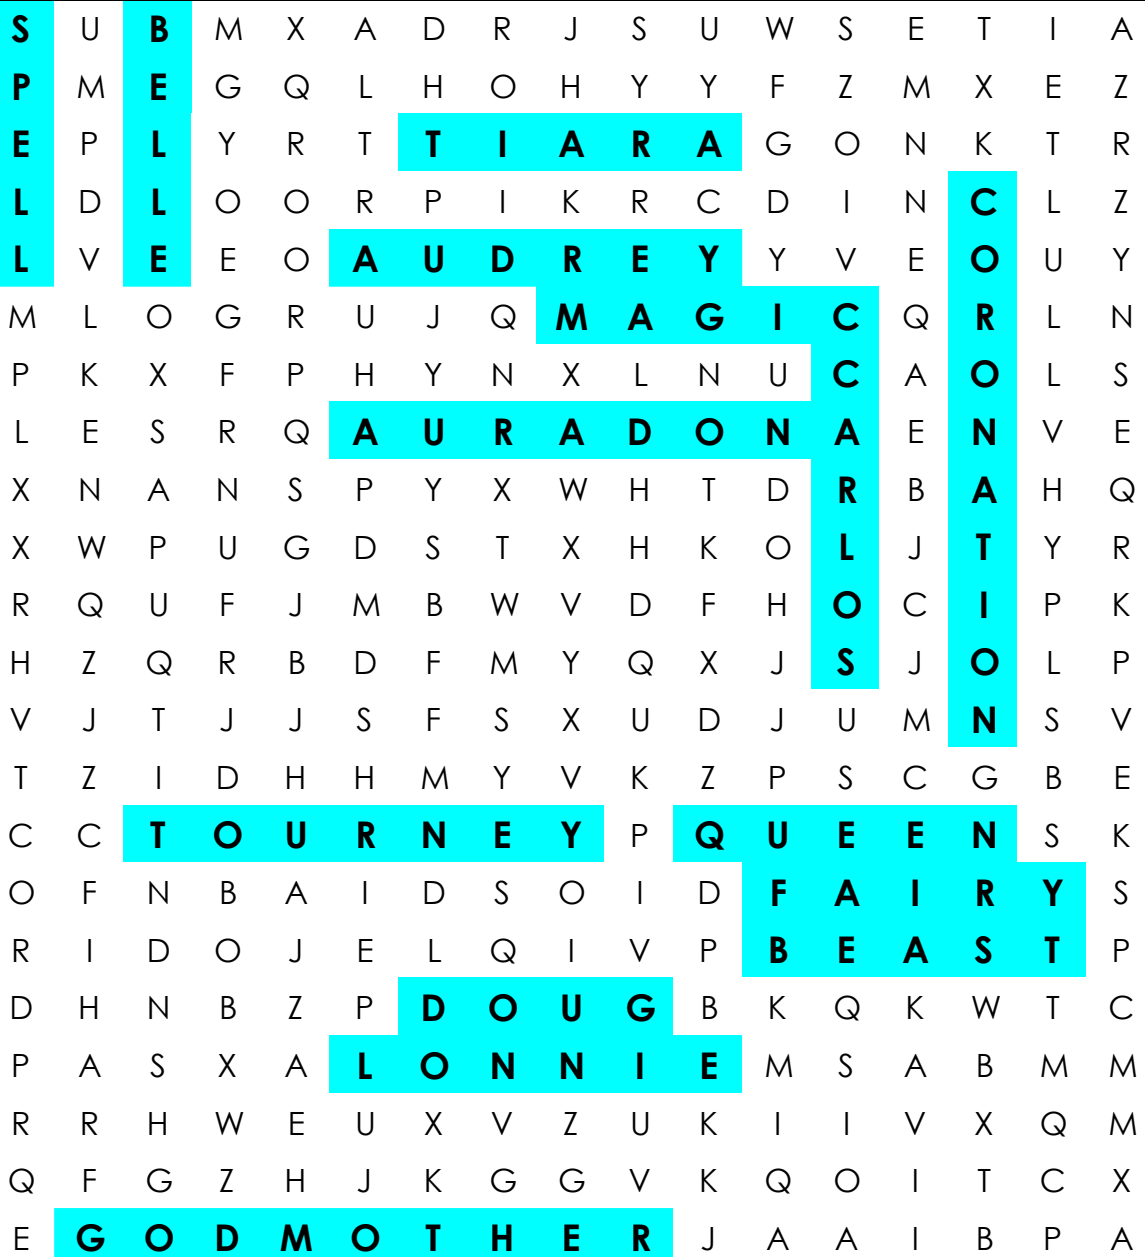 S U B M X A D R J S U W S E T I A
P M E G Q L H O H Y Y F Z M X E Z
E P L Y R T T I A R A G O N K T R
L D L O O R P I K R C D I N C L Z
L V E E O A U D R E Y Y V E O U Y
M L O G R U J Q M A G I C Q R L N
P K X F P H Y N X L N U C A O L S
L E S R Q A U R A D O N A E N V E
X N A N S P Y X W H T D R B A H Q
X W P U G D S T X H K O L J T Y R
R Q U F J M B W V D F H O C I P K
H Z Q R B D F M Y Q X J S J O L P
V J T J J S F S X U D J U M N S V
T Z I D H H M Y V K Z P S C G B E
C C T O U R N E Y P Q U E E N S K
O F N B A I D S O I D F A I R Y S
R I D O J E L Q I V P B E A S T P
D H N B Z P D O U G B K Q K W T C
P A S X A L O N N I E M S A B M M
R R H W E U X V Z U K I I V X Q M
Q F G Z H J K G G V K Q O I T C X
E G O D M O T H E R J A A I B P A